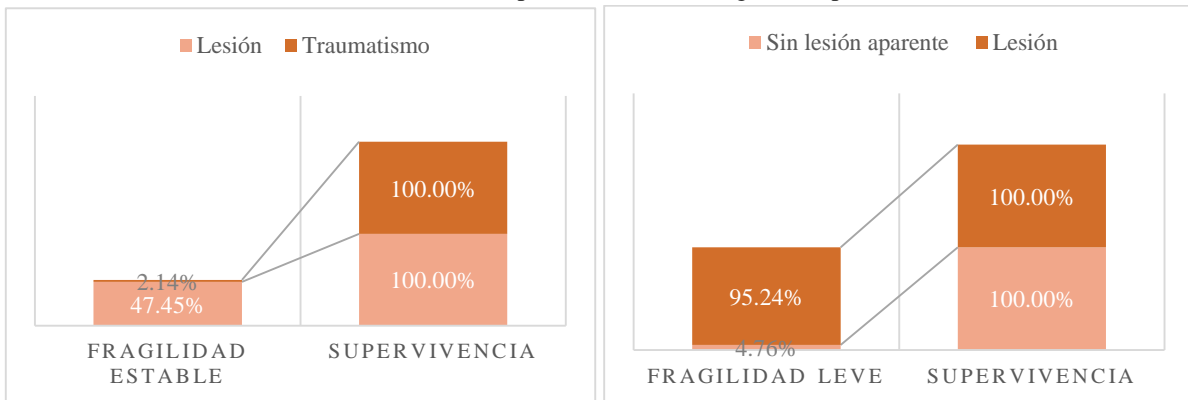 Lesión Traumatismo
100.00%
2.14%
47.45%
100.00%
FRAGILIDAD
ESTABLE
SUPERVIVENCIA
Sin lesión aparente Lesión
100.00%
95.24%
100.00%
4.76%
FRAGILIDAD LEVE
SUPERVIVENCIA